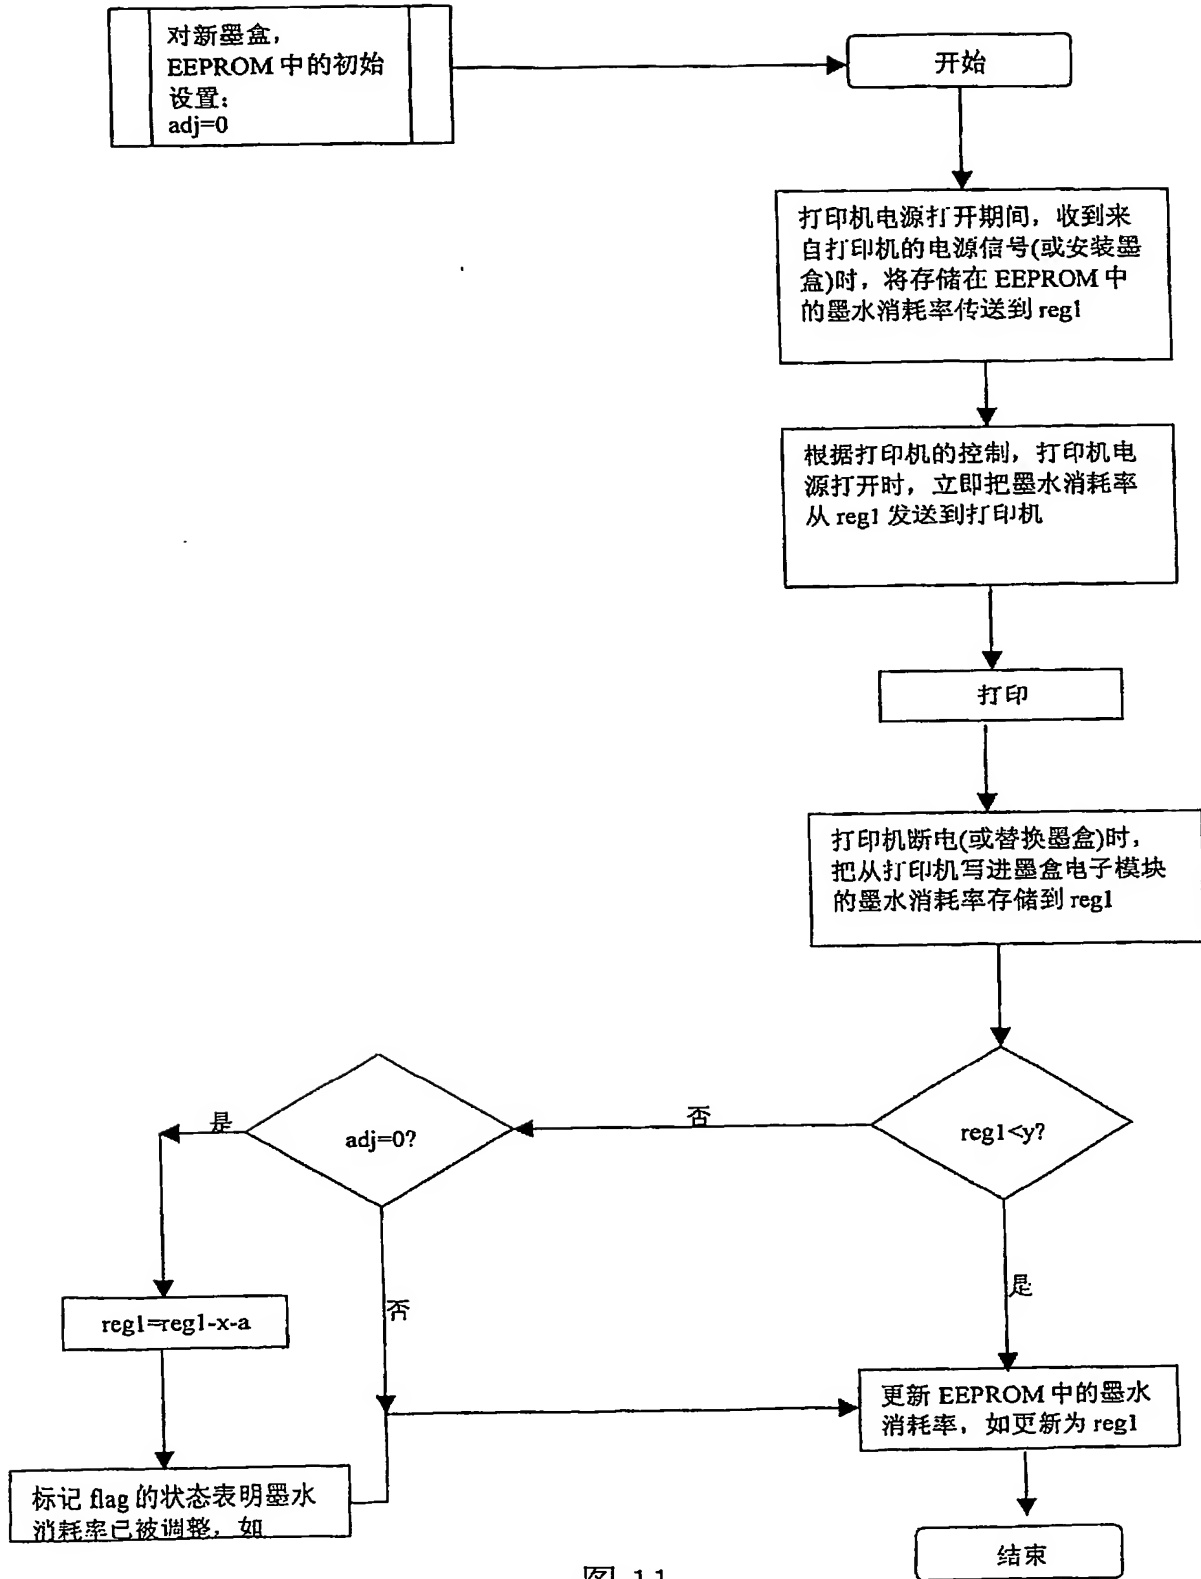 对新墨盒，
EEPROM 中的初始
设置：
adj=0
开始
打印机电源打开期间，收到来
自打印机的电源信号(或安装墨
盒)时，将存储在 EEPROM 中
的墨水消耗率传送到 reg1
根据打印机的控制，打印机电
源打开时，立即把墨水消耗率
从 reg1 发送到打印机
打印
打印机断电(或替换墨盒)时，
把从打印机写进墨盒电子模块
的墨水消耗率存储到 reg1
reg1<y?
否
adj=0?
是
reg1=reg1-x-a
否
是
标记 flag 的状态表明墨水
消耗率已被调整，如
更新 EEPROM 中的墨水
消耗率，如更新为 reg1
结束
图 11